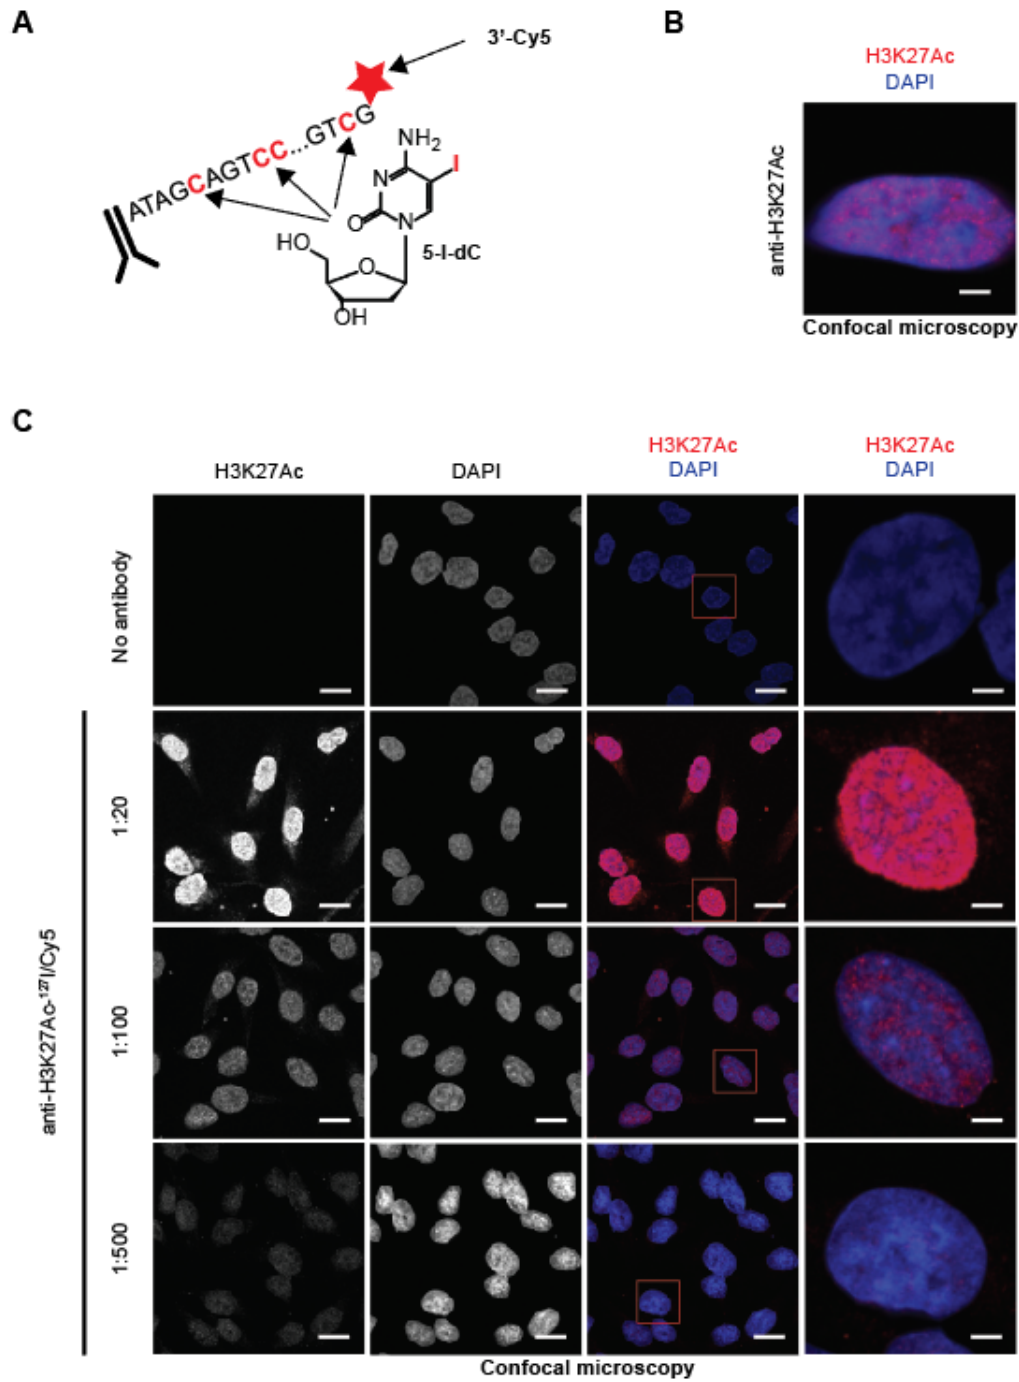 A
3'-Cy5
ATAGCAGTCC...GTCG
NH₂
I
N
N
O
5-I-dC
HO
O
OH
B
H3K27Ac
DAPI
anti-H3K27Ac
Confocal microscopy
C
H3K27Ac
DAPI
H3K27Ac
DAPI
H3K27Ac
DAPI
No antibody
anti-H3K27Ac-¹²⁷I/Cy5
1:20
1:100
1:500
Confocal microscopy